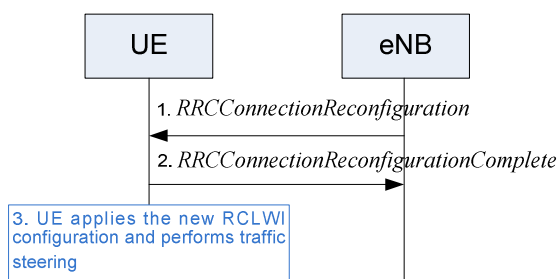 UE
eNB
1. RRCConnectionReconfiguration
2. RRCConnectionReconfigurationComplete
3. UE applies the new RCLWI
configuration and performs traffic
steering